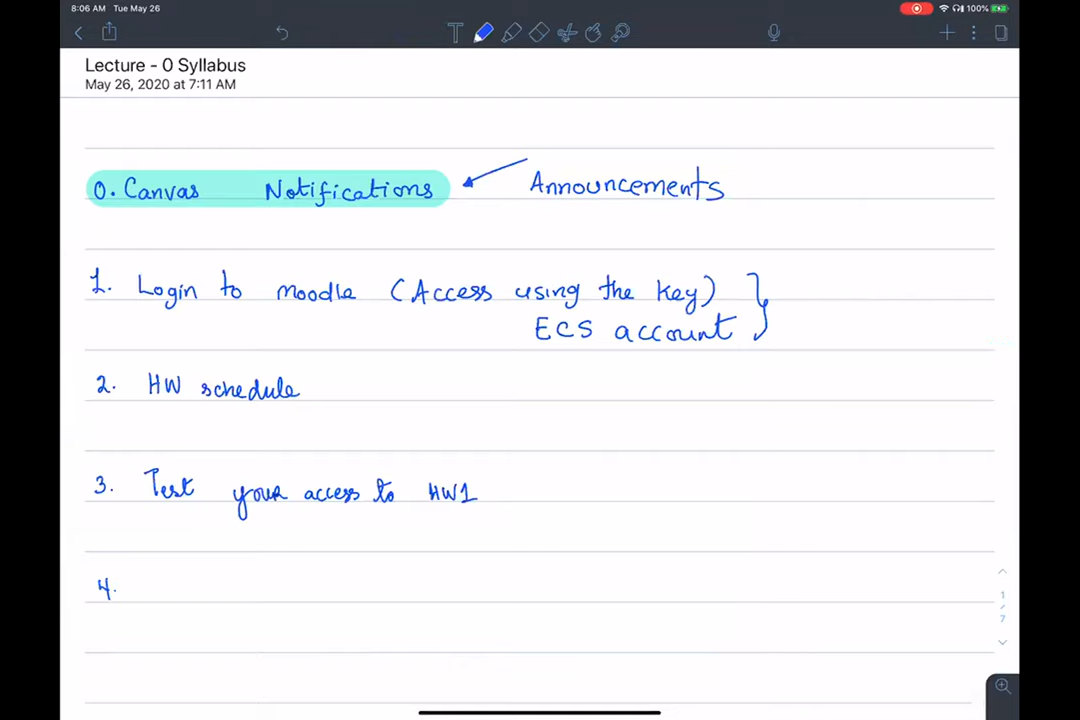 8:06 AM Tue May 26
100%
Lecture - 0 Syllabus
May 26, 2020 at 7:11 AM
0. Canvas Notifications Announcements
1. Login to moodle (Access using the key)
ECS account
2. HW schedule
3. Test your access to HW1
4.
1
/
7